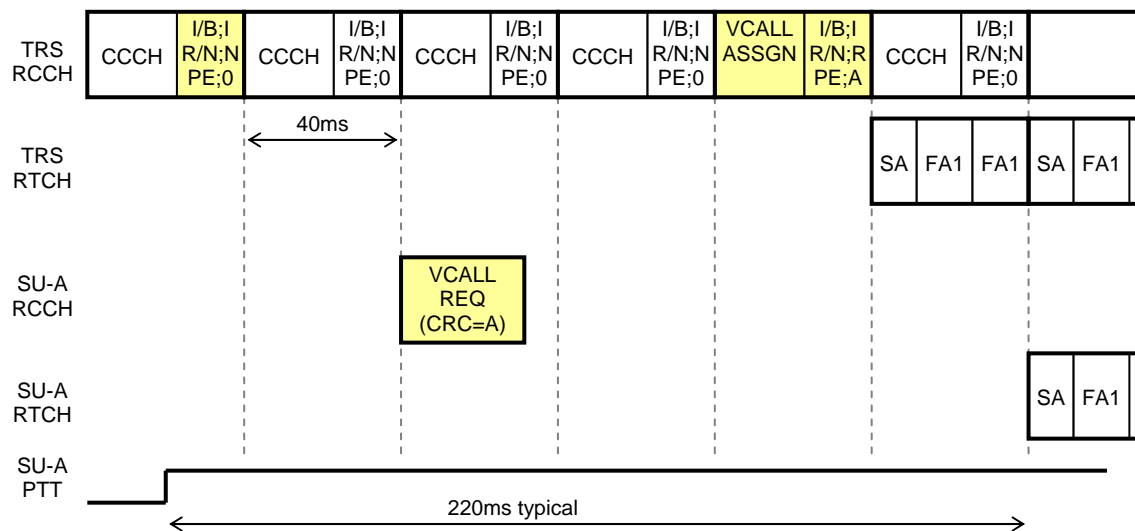 TRS
RCCH
CCCH
I/B;I
R/N;N
PE;0
CCCH
I/B;I
R/N;N
PE;0
CCCH
I/B;I
R/N;N
PE;0
CCCH
I/B;I
R/N;N
PE;0
VCALL
ASSGN
I/B;I
R/N;R
PE;A
CCCH
I/B;I
R/N;N
PE;0
40ms
TRS
RTCH
SA
FA1
FA1
SA
FA1
SU-A
RCCH
VCALL
REQ
(CRC=A)
SU-A
RTCH
SA
FA1
SU-A
PTT
220ms typical